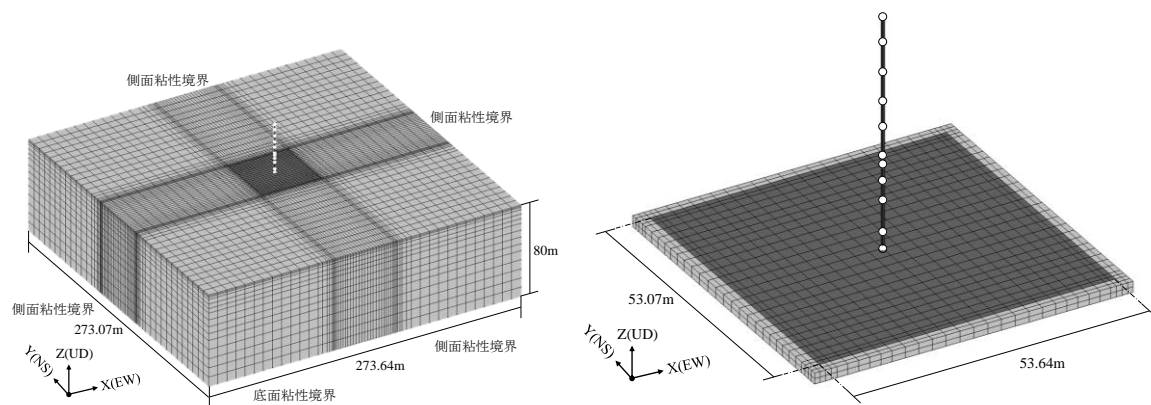 側面粘性境界
側面粘性境界
80m
側面粘性境界
273.07m
側面粘性境界
273.64m
底面粘性境界
Z(UD)
Y(NS)
X(EW)
53.07m
53.64m
Z(UD)
Y(NS)
X(EW)